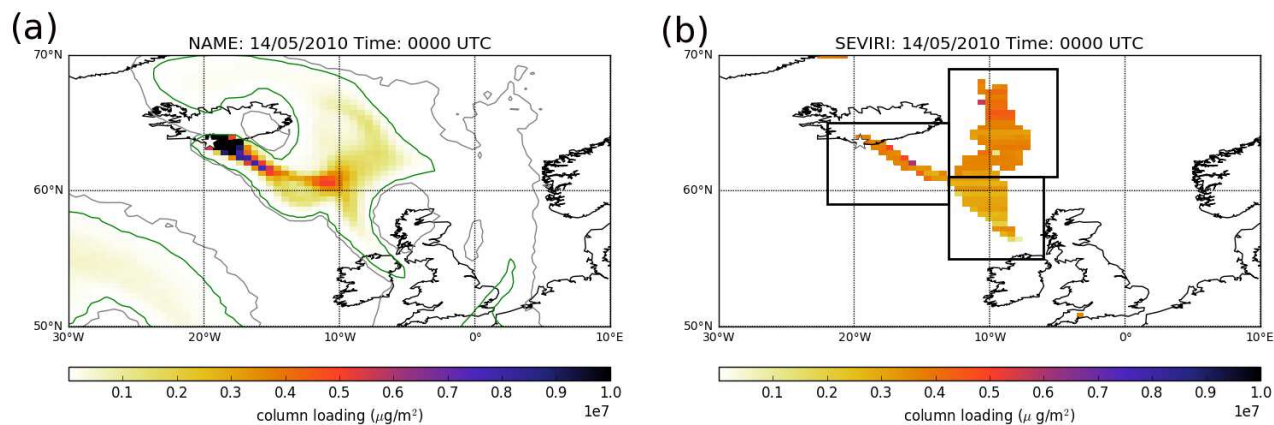 (a)
NAME: 14/05/2010 Time: 0000 UTC
70°N
60°N
50°N
30°W 20°W 10°W 0° 10°E
0.1 0.2 0.3 0.4 0.5 0.6 0.7 0.8 0.9 1.0
1e7
column loading (μg/m²)
(b)
SEVIRI: 14/05/2010 Time: 0000 UTC
70°N
60°N
50°N
30°W 20°W 10°W 0° 10°E
0.1 0.2 0.3 0.4 0.5 0.6 0.7 0.8 0.9 1.0
1e7
column loading (μ g/m²)